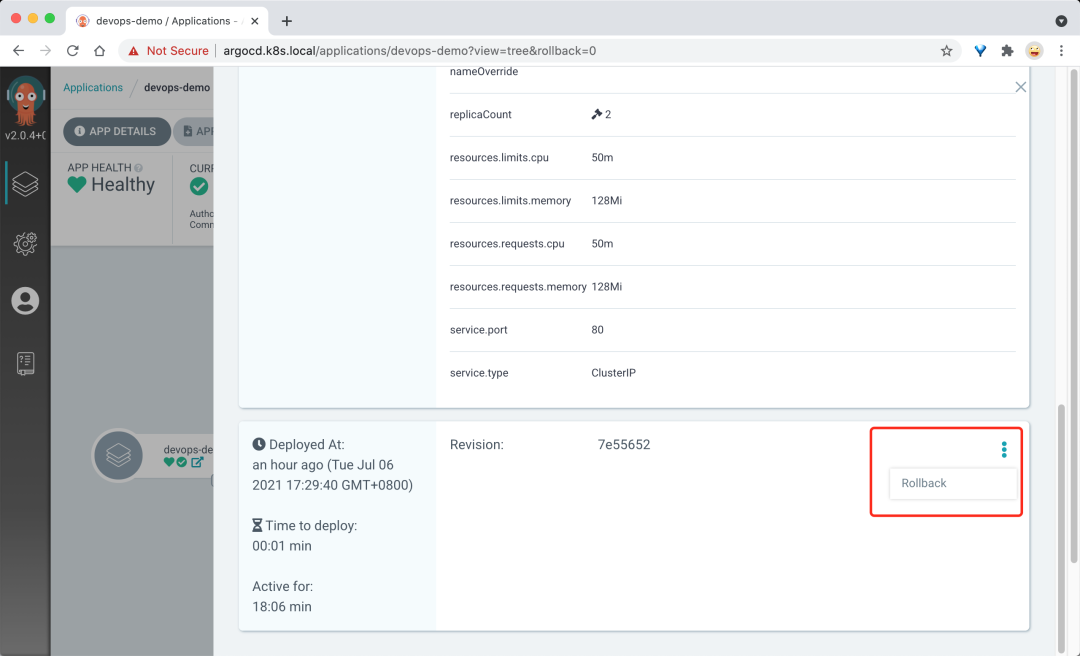 devops-demo / Applications -
Not Secure
argocd.k8s.local/applications/devops-demo?view=tree&rollback=0
v2.0.4+
Applications
devops-demo
APP DETAILS
APP
APP HEALTH
Healthy
CURR
Autho
Comm
devops-de
nameOverride
replicaCount 2
resources.limits.cpu 50m
resources.limits.memory 128Mi
resources.requests.cpu 50m
resources.requests.memory 128Mi
service.port 80
service.type ClusterIP
Deployed At:
an hour ago (Tue Jul 06
2021 17:29:40 GMT+0800)
Time to deploy:
00:01 min
Active for:
18:06 min
Revision: 7e55652
Rollback